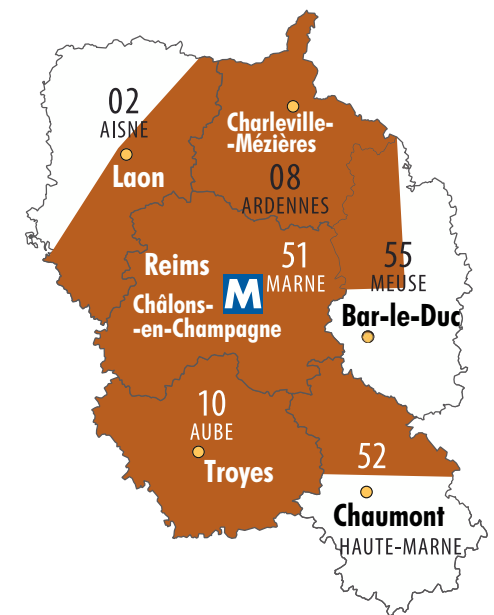 02
AISNE
Laon
Charleville-
-Mézières
08
ARDENNES
Reims
51
MARNE
M
Châlons-
-en-Champagne
55
MEUSE
Bar-le-Duc
10
AUBE
Troyes
52
Chaumont
HAUTE-MARNE